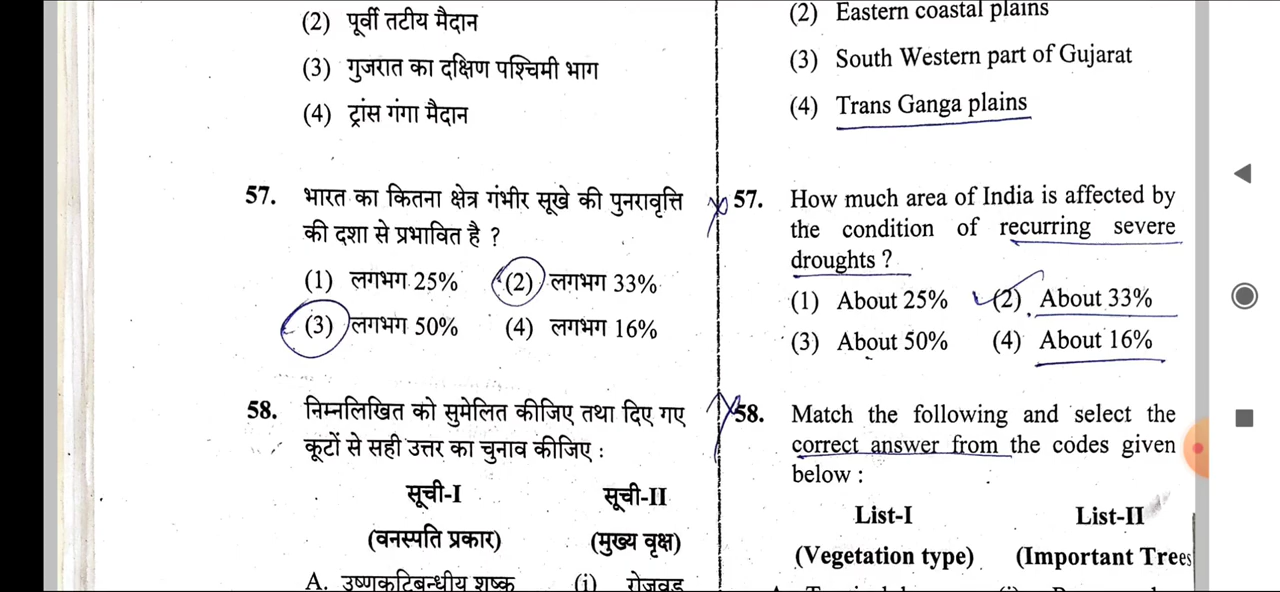 (2) पूर्वी तटीय मैदान
(3) गुजरात का दक्षिण पश्चिमी भाग
(4) ट्रांस गंगा मैदान
57. भारत का कितना क्षेत्र गंभीर सूखे की पुनरावृत्ति
की दशा से प्रभावित है ?
(1) लगभग 25% (2) लगभग 33%
(3) लगभग 50% (4) लगभग 16%
58. निम्नलिखित को सुमेलित कीजिए तथा दिए गए
कूटों से सही उत्तर का चुनाव कीजिए :
सूची-I सूची-II
(वनस्पति प्रकार) (मुख्य वृक्ष)
A. उष्णकटिबन्धीय शुष्क (i) रोजवुड
(2) Eastern coastal plains
(3) South Western part of Gujarat
(4) Trans Ganga plains
57. How much area of India is affected by
the condition of recurring severe
droughts ?
(1) About 25% (2) About 33%
(3) About 50% (4) About 16%
58. Match the following and select the
correct answer from the codes given
below :
List-I List-II
(Vegetation type) (Important Trees